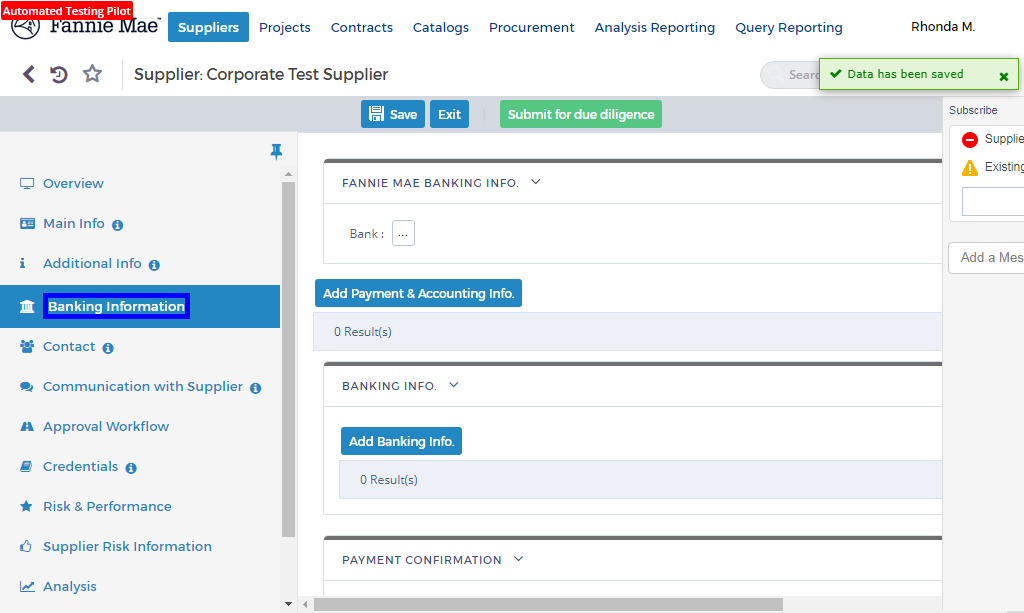 Automated Testing Pilot
Fannie Mae™
Suppliers
Projects
Contracts
Catalogs
Procurement
Analysis Reporting
Query Reporting
Rhonda M.
Supplier: Corporate Test Supplier
Searc
Data has been saved
Save
Exit
Submit for due diligence
Subscribe
Supplie
Existing
Add a Mes
Overview
Main Info
Additional Info
Banking Information
Contact
Communication with Supplier
Approval Workflow
Credentials
Risk & Performance
Supplier Risk Information
Analysis
FANNIE MAE BANKING INFO.
Bank : ...
Add Payment & Accounting Info.
0 Result(s)
BANKING INFO.
Add Banking Info.
0 Result(s)
PAYMENT CONFIRMATION